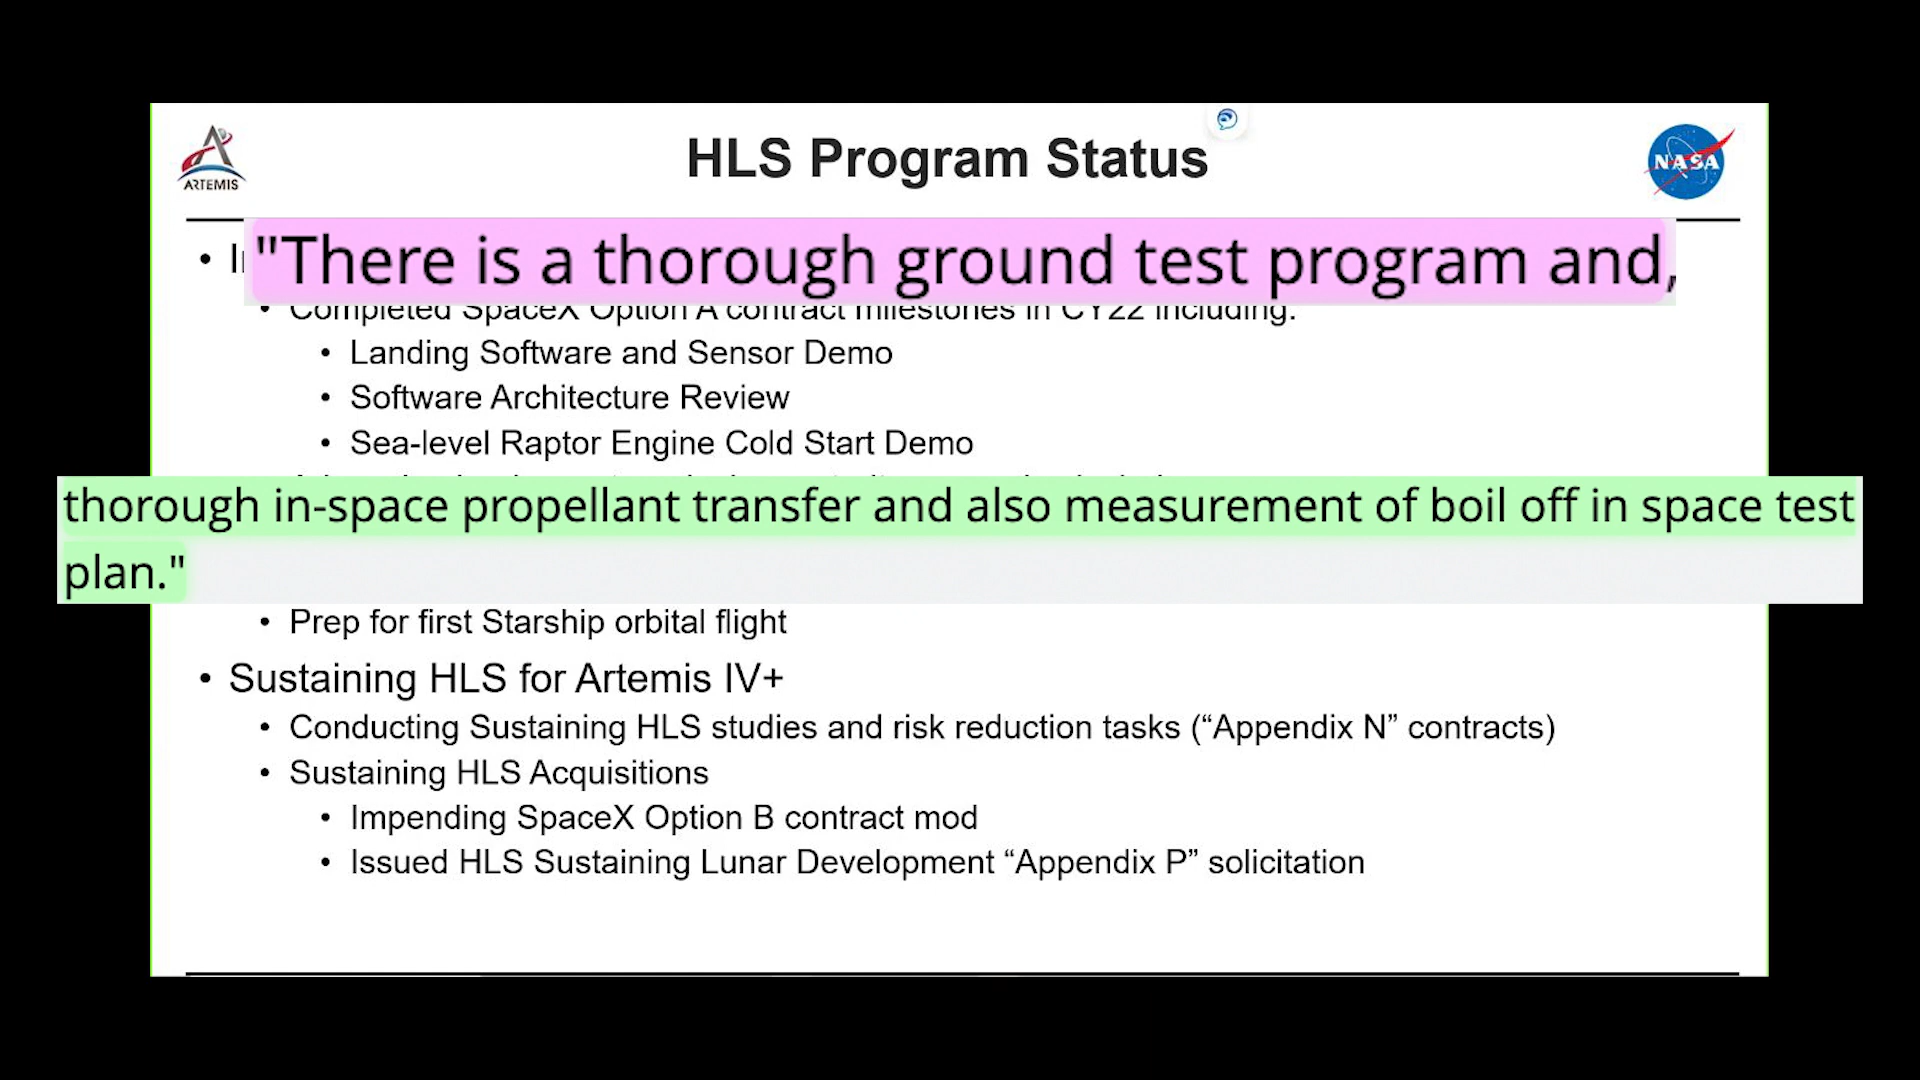 HLS Program Status
ARTEMIS
NASA
"There is a thorough ground test program and,
• Completed SpaceX Option A contract milestones in CY22 including:
• Landing Software and Sensor Demo
• Software Architecture Review
• Sea-level Raptor Engine Cold Start Demo
thorough in-space propellant transfer and also measurement of boil off in space test
plan."
• Prep for first Starship orbital flight
• Sustaining HLS for Artemis IV+
• Conducting Sustaining HLS studies and risk reduction tasks (“Appendix N” contracts)
• Sustaining HLS Acquisitions
• Impending SpaceX Option B contract mod
• Issued HLS Sustaining Lunar Development “Appendix P” solicitation